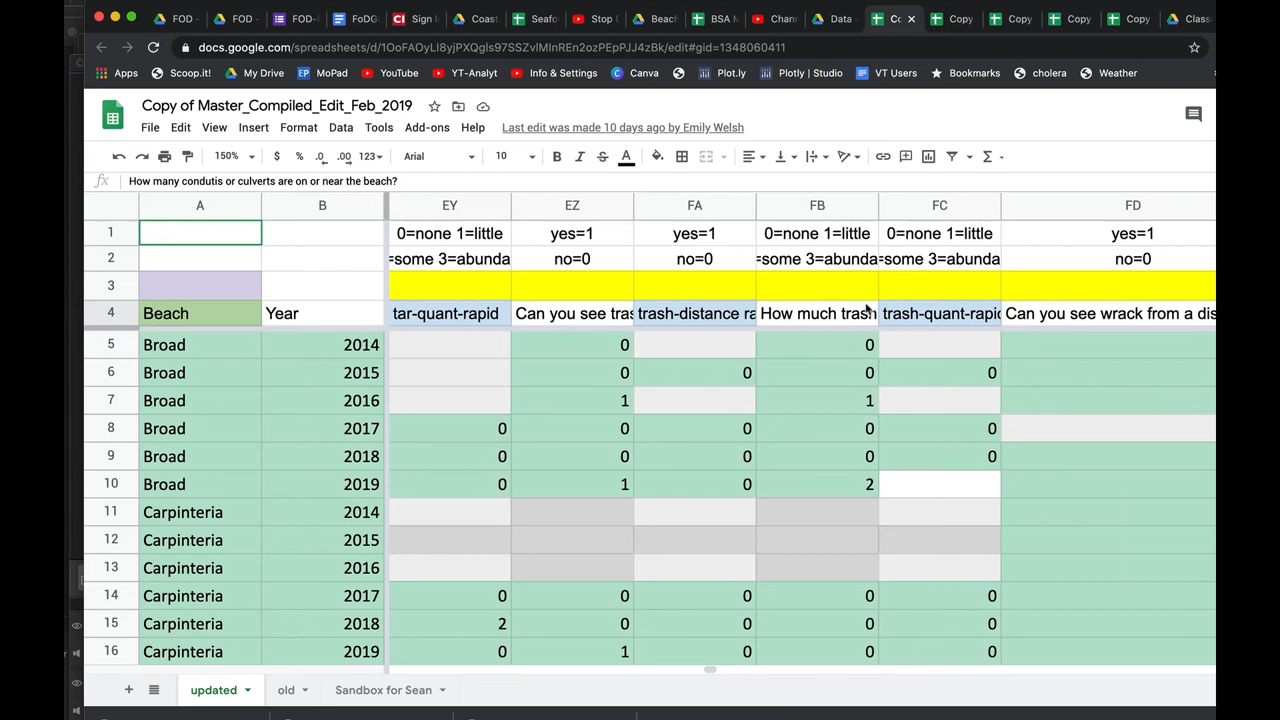 FOD FOD FOD-I FodGe Sign i Coast Seafo Stop I Beach BSA M Chan Data - Co Copy Copy Copy Copy Class
docs.google.com/spreadsheets/d/1OoFAOyLI8yjPXQgls97SSZvlMInREn2ozPEpPJJ4zBk/edit#gid=1348060411
Apps Scoop.it! My Drive MoPad YouTube YT-Analyt Info & Settings Canva Plot.ly Plotly | Studio VT Users Bookmarks cholera Weather
Copy of Master_Compiled_Edit_Feb_2019
File Edit View Insert Format Data Tools Add-ons Help Last edit was made 10 days ago by Emily Welsh
150% $ % .0 .00 123 Arial 10 B I S A
fx How many condutis or culverts are on or near the beach?
A B EY EZ FA FB FC FD
1 0=none 1=little yes=1 yes=1 0=none 1=little 0=none 1=little yes=1
2 =some 3=abunda no=0 no=0 =some 3=abunda =some 3=abunda no=0
3
4 Beach Year tar-quant-rapid Can you see tras trash-distance ra How much trash trash-quant-rapid Can you see wrack from a dis
5 Broad 2014 0 0
6 Broad 2015 0 0 0 0
7 Broad 2016 1 1
8 Broad 2017 0 0 0 0 0
9 Broad 2018 0 0 0 0 0
10 Broad 2019 0 1 0 2
11 Carpinteria 2014
12 Carpinteria 2015
13 Carpinteria 2016
14 Carpinteria 2017 0 0 0 0 0
15 Carpinteria 2018 2 0 0 0 0
16 Carpinteria 2019 0 1 0 0 0
updated old Sandbox for Sean